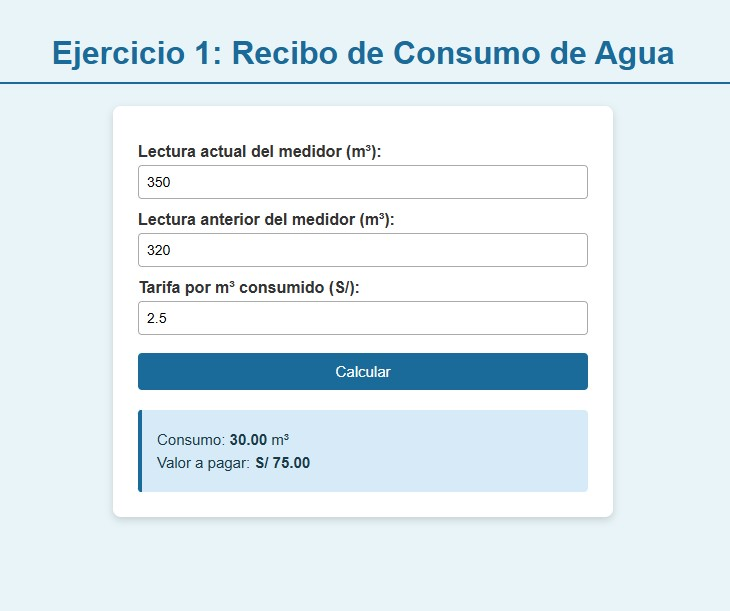 Ejercicio 1: Recibo de Consumo de Agua
Lectura actual del medidor (m³):
350
Lectura anterior del medidor (m³):
320
Tarifa por m³ consumido (S/):
2.5
Calcular
Consumo: 30.00 m³
Valor a pagar: S/ 75.00